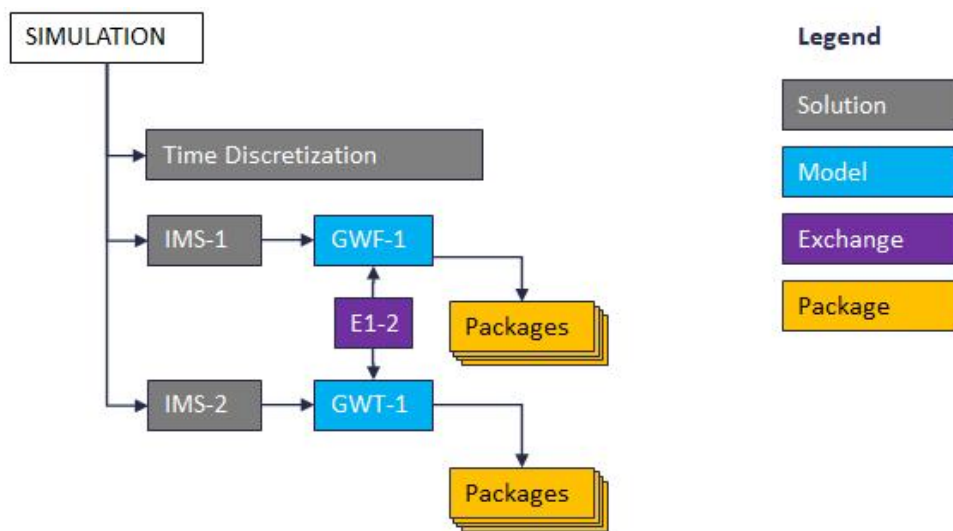 SIMULATION
Time Discretization
IMS-1
GWF-1
E1-2
Packages
IMS-2
GWT-1
Packages
Legend
Solution
Model
Exchange
Package